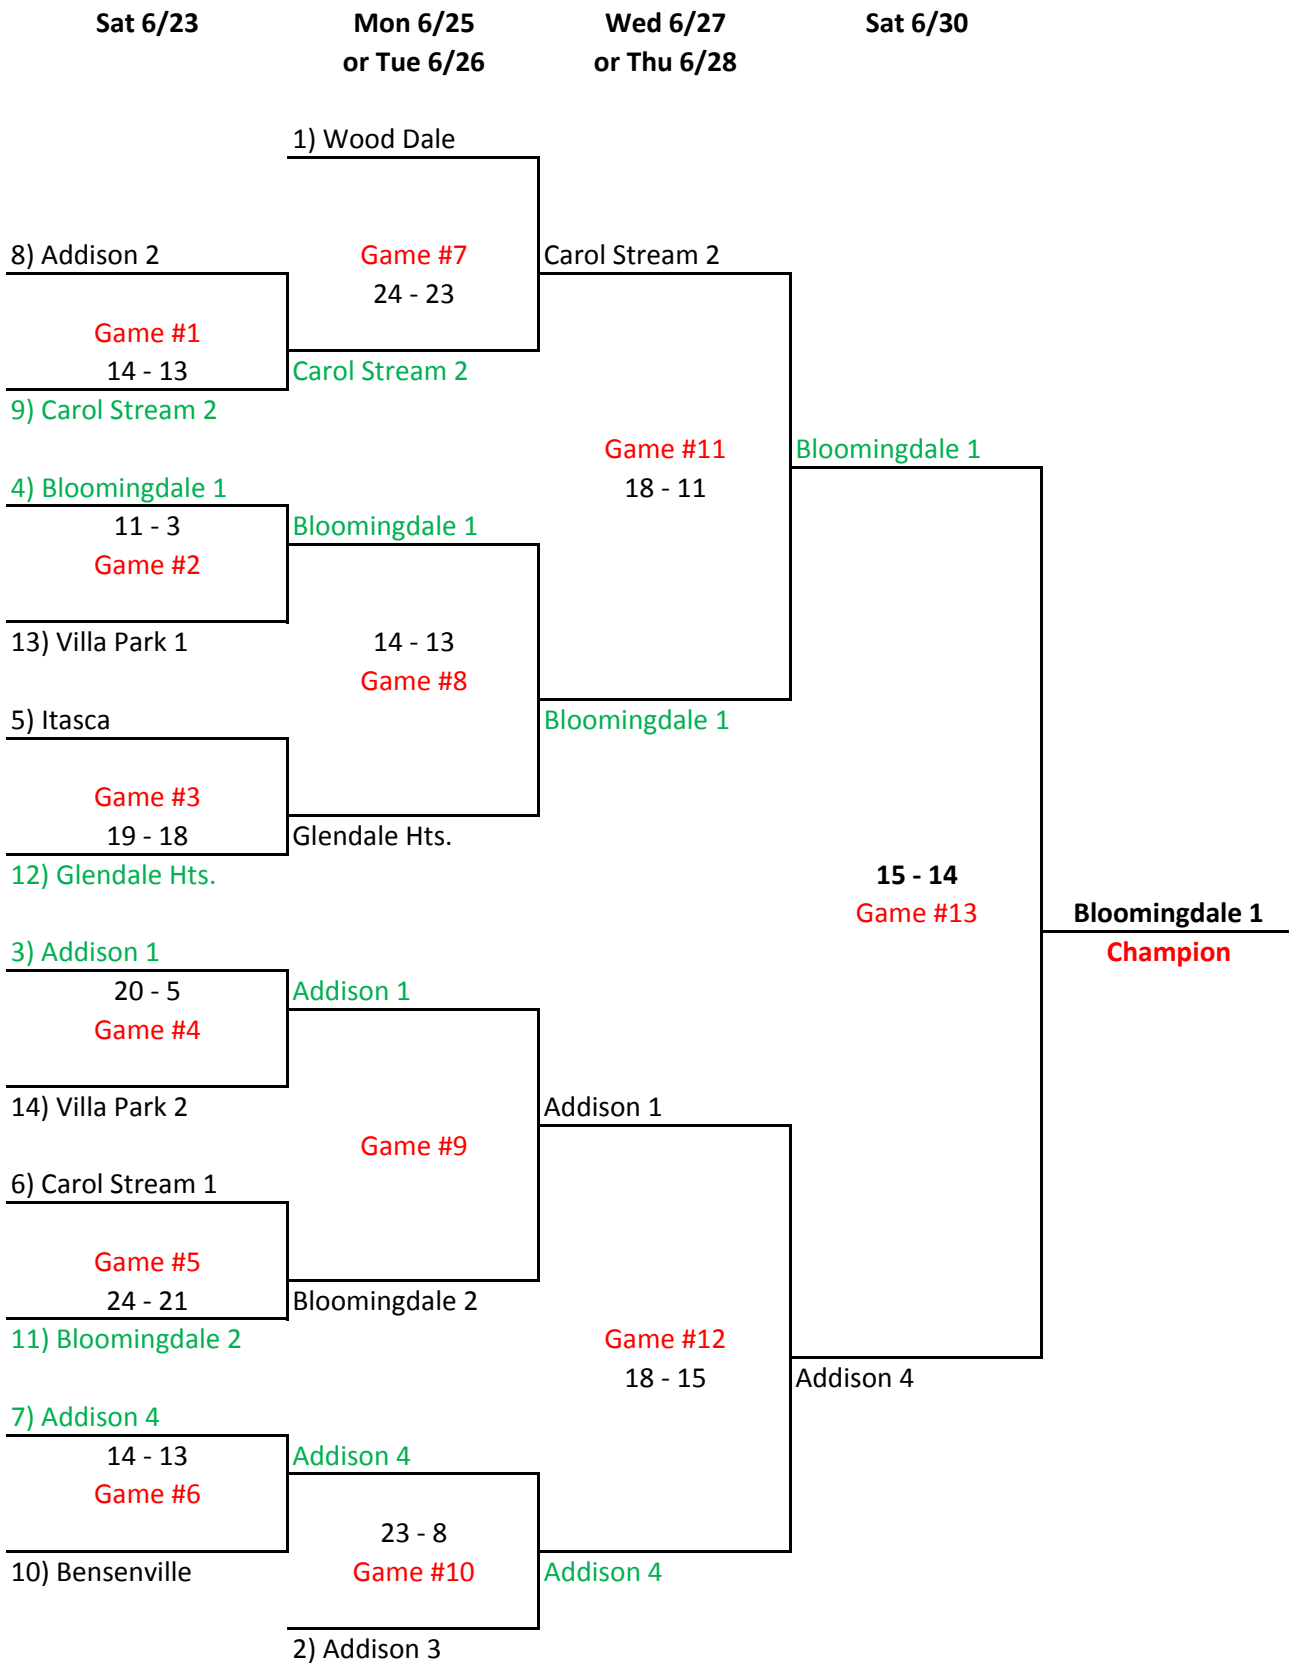 Sat 6/23
Mon 6/25
or Tue 6/26
Wed 6/27
or Thu 6/28
Sat 6/30
1) Wood Dale
8) Addison 2
Game #7
Carol Stream 2
24 - 23
Game #1
14 - 13
Carol Stream 2
9) Carol Stream 2
Game #11
Bloomingdale 1
4) Bloomingdale 1
18 - 11
11 - 3
Bloomingdale 1
Game #2
13) Villa Park 1
14 - 13
Game #8
5) Itasca
Bloomingdale 1
Game #3
19 - 18
Glendale Hts.
12) Glendale Hts.
15 - 14
Game #13
Bloomingdale 1
3) Addison 1
Champion
20 - 5
Addison 1
Game #4
14) Villa Park 2
Addison 1
Game #9
6) Carol Stream 1
Game #5
24 - 21
Bloomingdale 2
11) Bloomingdale 2
Game #12
18 - 15
Addison 4
7) Addison 4
14 - 13
Addison 4
Game #6
23 - 8
10) Bensenville
Game #10
Addison 4
2) Addison 3